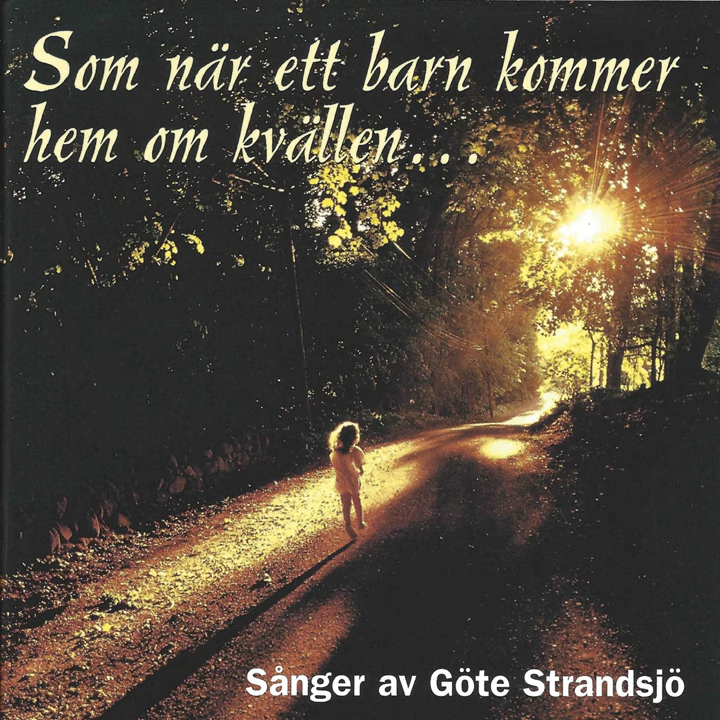 Som när ett barn kommer
hem om kvällen...
Sånger av Göte Strandsjö